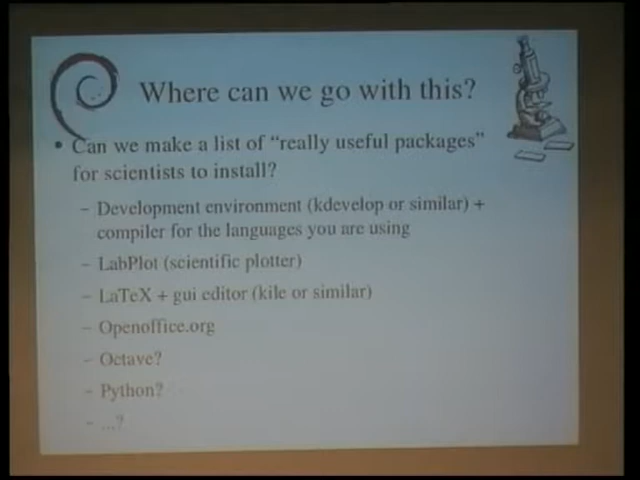 Where can we go with this?
• Can we make a list of “really useful packages”
for scientists to install?
– Development environment (kdevelop or similar) +
compiler for the languages you are using
– LabPlot (scientific plotter)
– LaTeX + gui editor (kile or similar)
– Openoffice.org
– Octave?
– Python?
– ...?